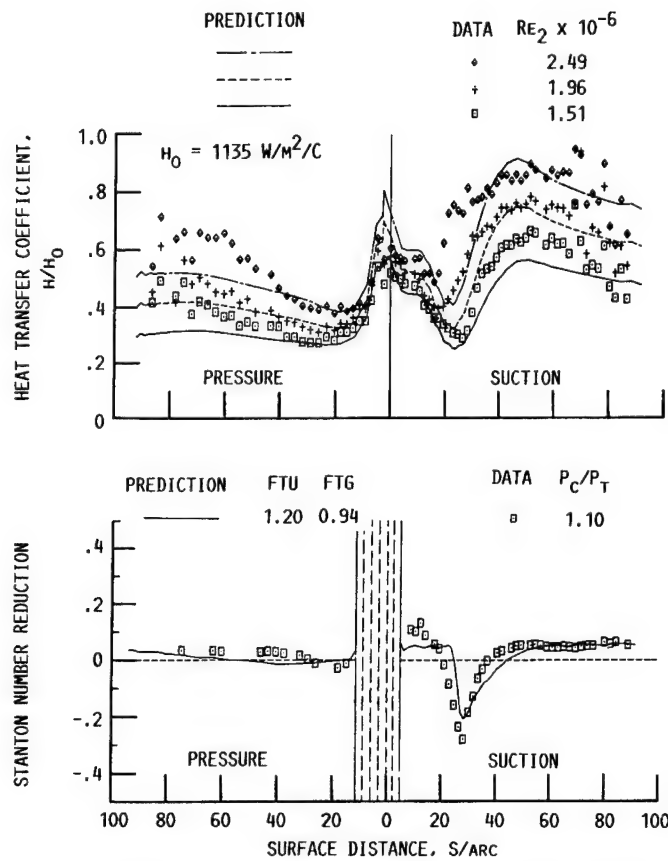 PREDICTION DATA RE2 x 10-6
2.49
1.96
1.51
HEAT TRANSFER COEFFICIENT,
H/HO
1.0
.8
.6
.4
.2
0
HO = 1135 W/M2/C
PRESSURE SUCTION
PREDICTION FTU FTG DATA PC/PT
1.20 0.94 1.10
STANTON NUMBER REDUCTION
.4
.2
0
-.2
-.4
PRESSURE SUCTION
100 80 60 40 20 0 20 40 60 80 100
SURFACE DISTANCE, S/ARC